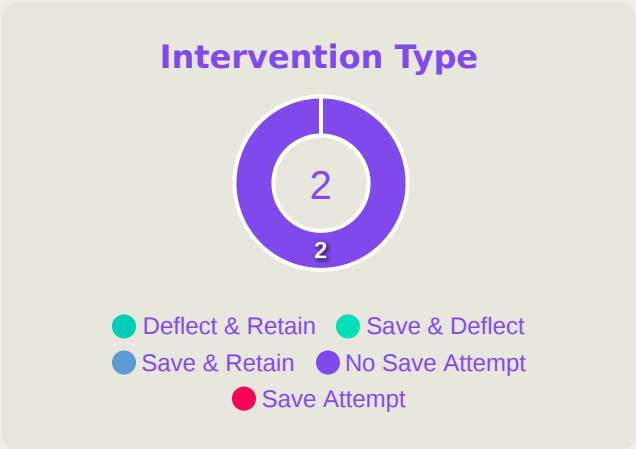 Intervention Type
2
2
Deflect & Retain Save & Deflect
Save & Retain No Save Attempt
Save Attempt